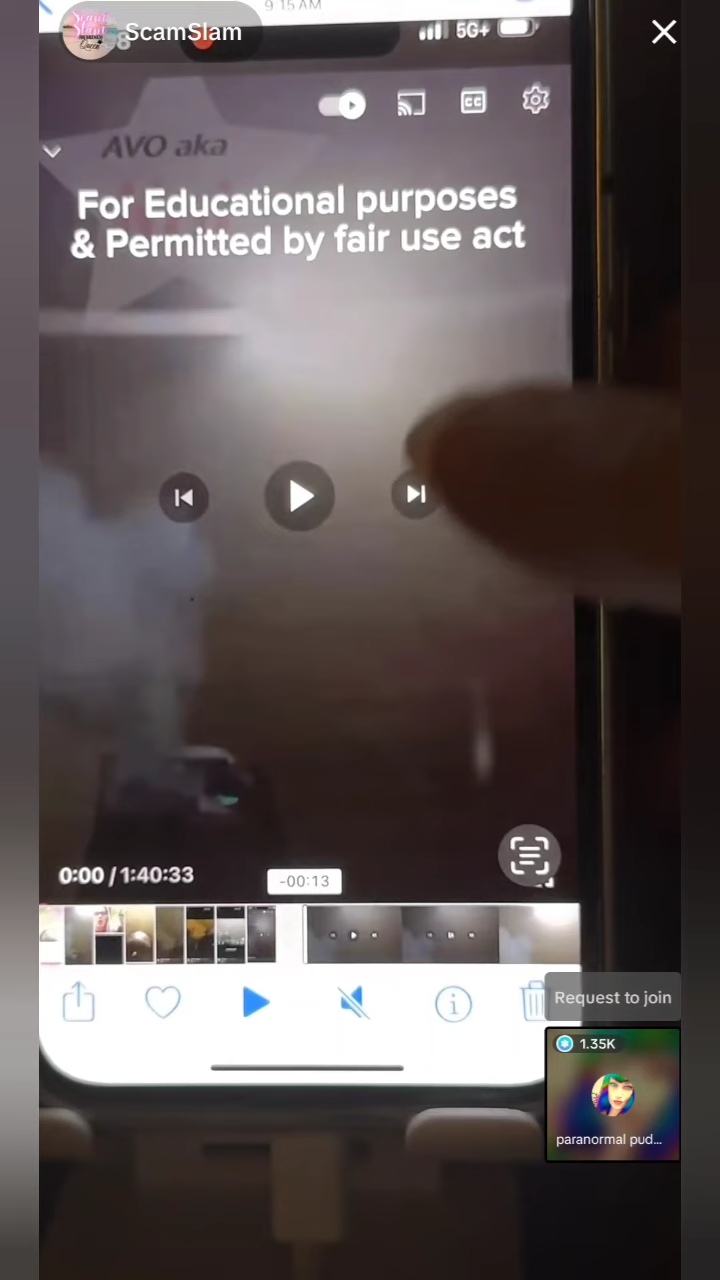 9 15 AM
ScamSlam
5G+
CC
AVO aka
For Educational purposes
& Permitted by fair use act
0:00 / 1:40:33
-00:13
Request to join
1.35K
paranormal pud...